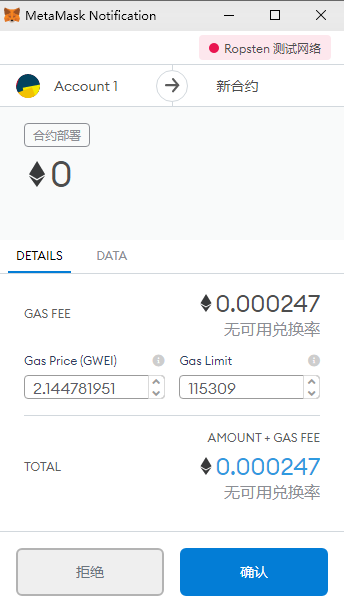 MetaMask Notification
Ropsten 测试网络
Account 1
新合约
合约部署
0
DETAILS
DATA
GAS FEE
0.000247
无可用兑换率
Gas Price (GWEI)
Gas Limit
2.144781951
115309
AMOUNT + GAS FEE
TOTAL
0.000247
无可用兑换率
拒绝
确认